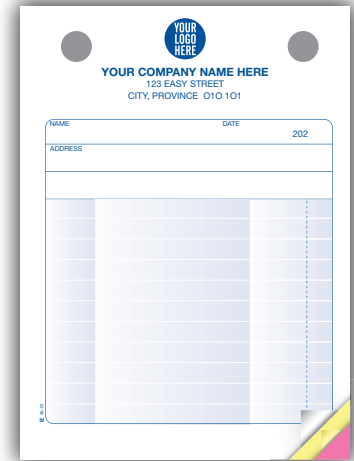 YOUR
LOGO
HERE
YOUR COMPANY NAME HERE
123 EASY STREET
CITY, PROVINCE O1O 1O1
NAME DATE
202
ADDRESS